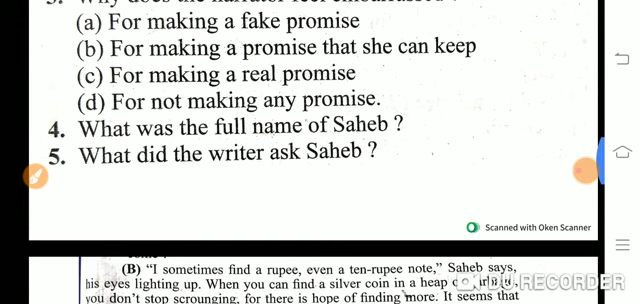 (a) For making a fake promise
(b) For making a promise that she can keep
(c) For making a real promise
(d) For not making any promise.
4. What was the full name of Saheb ?
5. What did the writer ask Saheb ?
Scanned with Oken Scanner
(B) “I sometimes find a rupee, even a ten-rupee note,” Saheb says,
his eyes lighting up. When you can find a silver coin in a heap
you don’t stop scrounging, for there is hope of finding more. It seems that
RECORDER